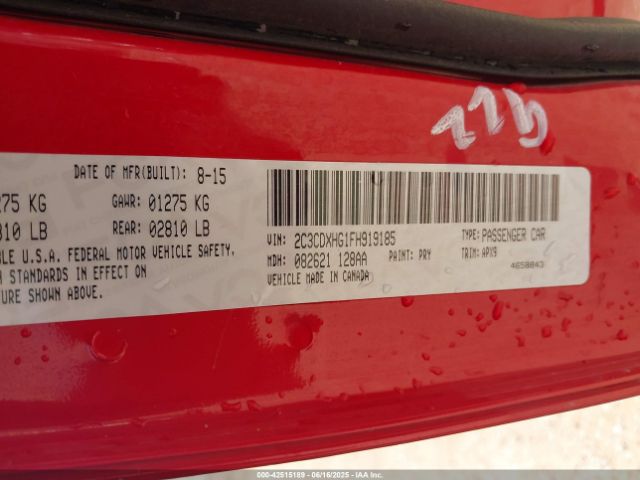 DATE OF MFR(BUILT): 8-15
275 KG GAWR: 01275 KG
810 LB REAR: 02810 LB
BLE U.S.A. FEDERAL MOTOR VEHICLE SAFETY,
STANDARDS IN EFFECT ON
URE SHOWN ABOVE.
VIN: 2C3CDXHG1FH919185 TYPE: PASSENGER CAR
MDH: 082621 128AA PAINT: PRY TRIM: APX9
VEHICLE MADE IN CANADA 4658843
000-42515189 | 06/16/2025 | IAA Inc.